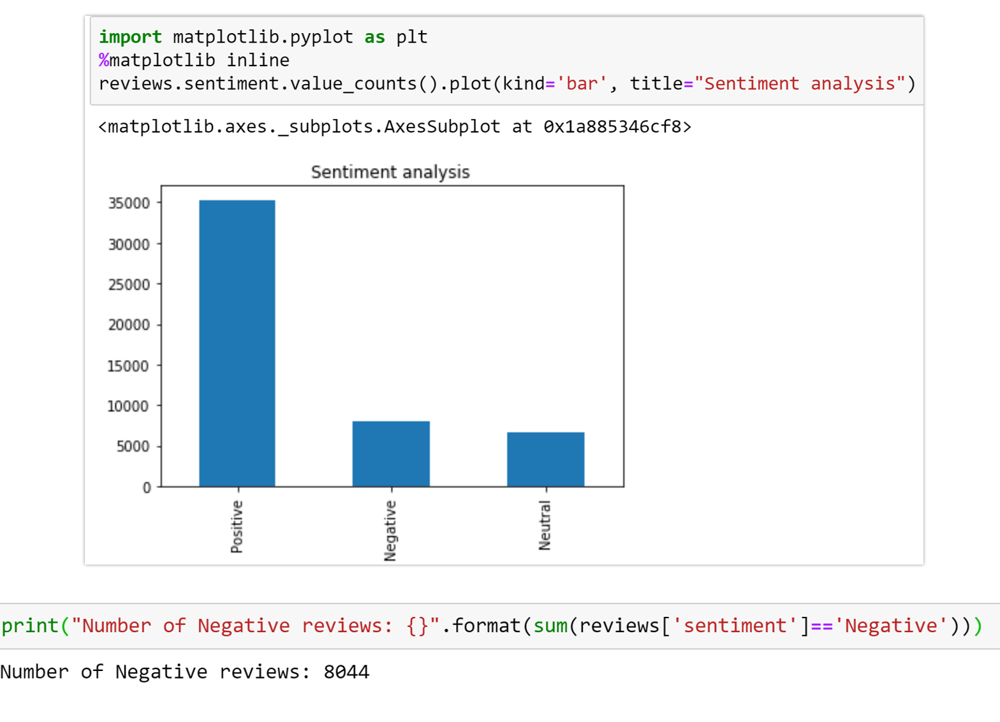 import matplotlib.pyplot as plt
%matplotlib inline
reviews.sentiment.value_counts().plot(kind='bar', title="Sentiment analysis")
<matplotlib.axes._subplots.AxesSubplot at 0x1a885346cf8>
Sentiment analysis
35000
30000
25000
20000
15000
10000
5000
0
Positive
Negative
Neutral
print("Number of Negative reviews: {}".format(sum(reviews['sentiment']=='Negative')))
Number of Negative reviews: 8044